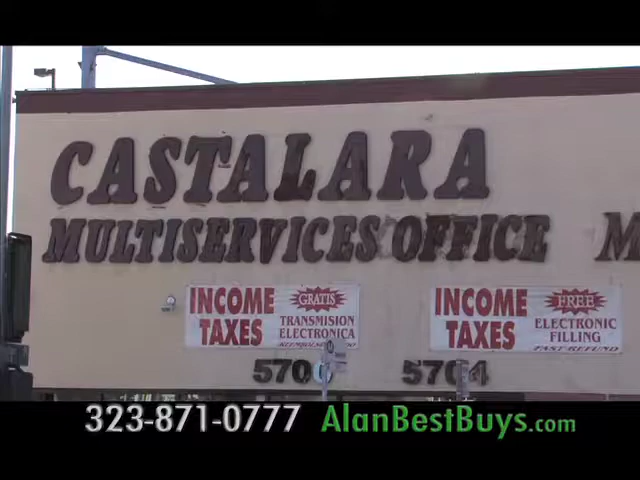 CASTALARA
MULTISERVICES OFFICE M
INCOME TAXES
GRATIS
TRANSMISION
ELECTRONICA
INCOME TAXES
FREE
ELECTRONIC
FILLING
FAST REFUND
5704
323-871-0777 AlanBestBuys.com